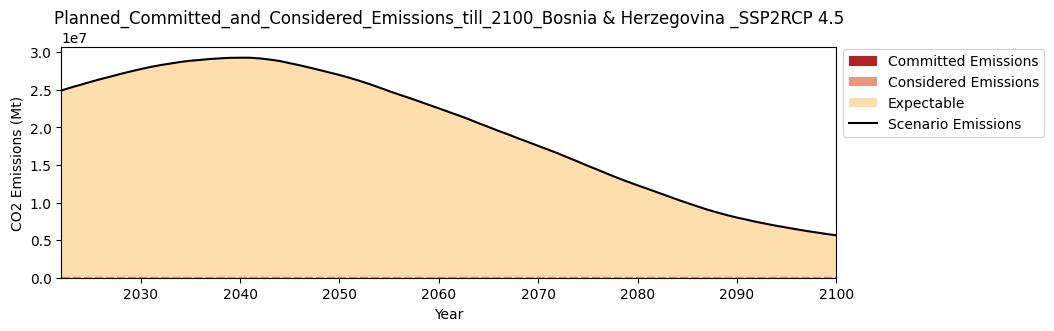 Planned_Committed_and_Considered_Emissions_till_2100_Bosnia & Herzegovina _SSP2RCP 4.5
1e7
3.0
2.5
2.0
1.5
1.0
0.5
0.0
CO2 Emissions (Mt)
2030 2040 2050 2060 2070 2080 2090 2100
Year
Committed Emissions
Considered Emissions
Expectable
Scenario Emissions